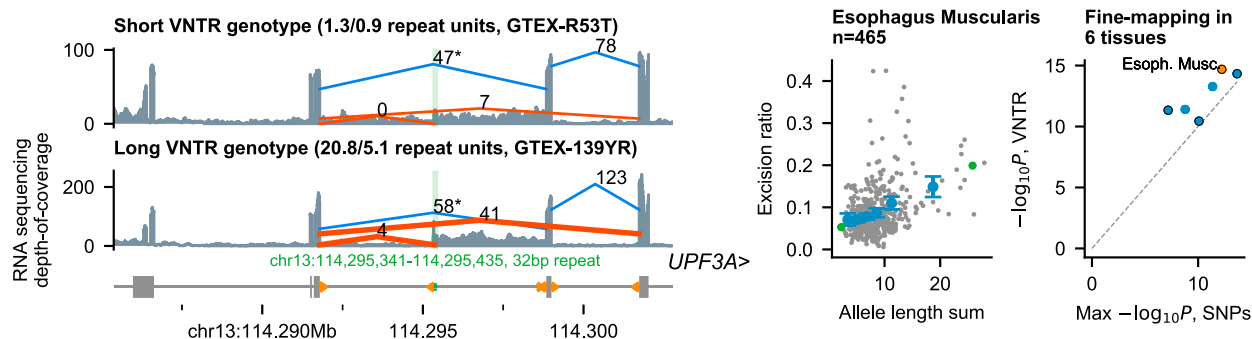 Short VNTR genotype (1.3/0.9 repeat units, GTEX-R53T)
100
0
47*
78
0
7
Long VNTR genotype (20.8/5.1 repeat units, GTEX-139YR)
200
0
123
58*
41
4
RNA sequencing
depth-of-coverage
chr13:114,295,341-114,295,435, 32bp repeat
UPF3A>
chr13:114.290Mb
114.295
114.300
Esophagus Muscularis
n=465
Excision ratio
0.4
0.3
0.2
0.1
0.0
10
20
Allele length sum
Fine-mapping in
6 tissues
−log₁₀P, VNTR
15
10
5
0
Esoph. Musc.
0
10
Max −log₁₀P, SNPs